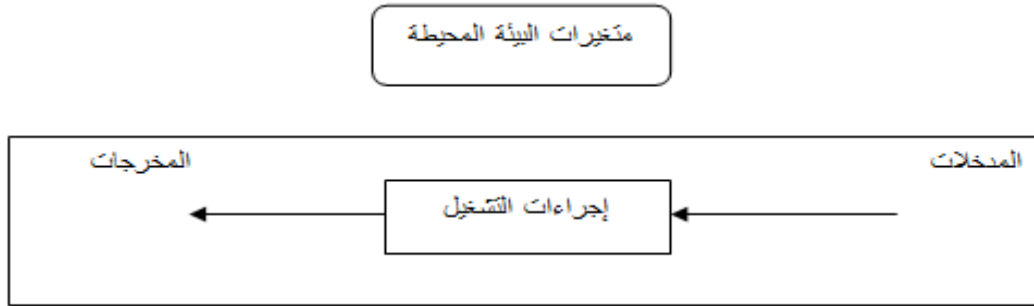 متغيرات البيئة المحيطة
المدخلات
إجراءات التشغيل
المخرجات